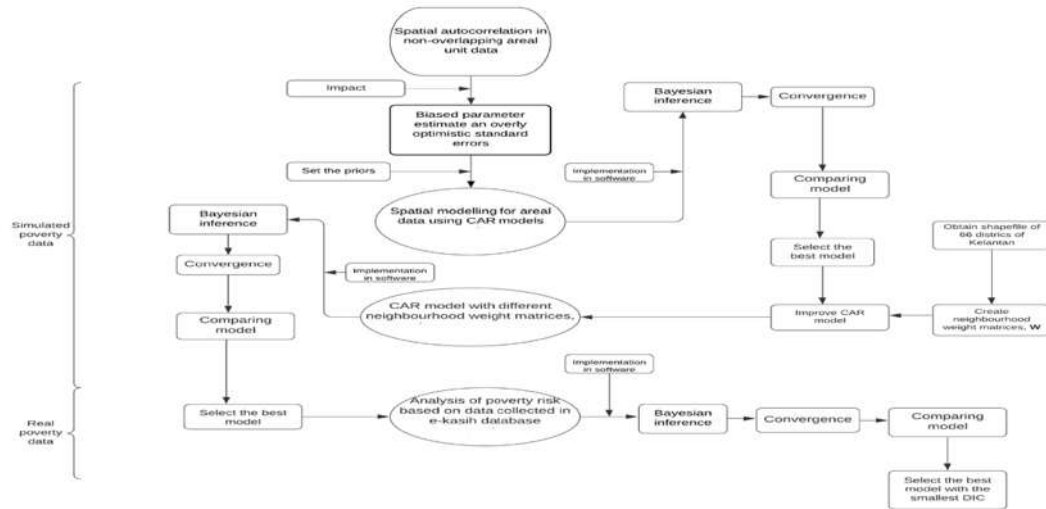 Spatial autocorrelation in
non-overlapping areal
unit data
Impact
Biased parameter
estimate an overly
optimistic standard
errors
Set the priors
Spatial modelling for areal
data using CAR models
Implementation
in software
Bayesian
inference
Convergence
Comparing
model
Select the
best model
Improve CAR
model
Obtain shapefile of
66 districs of
Kelantan
Create
neighbourhood
weight matrices, W
CAR model with different
neighbourhood weight matrices,
Implementation
in software
Bayesian
inference
Convergence
Comparing
model
Select the best
model
Simulated
poverty data
Real
poverty
data
Analysis of poverty risk
based on data collected in
e-kasih database
Implementation
in software
Bayesian
inference
Convergence
Comparing
model
Select the best
model with the
smallest DIC